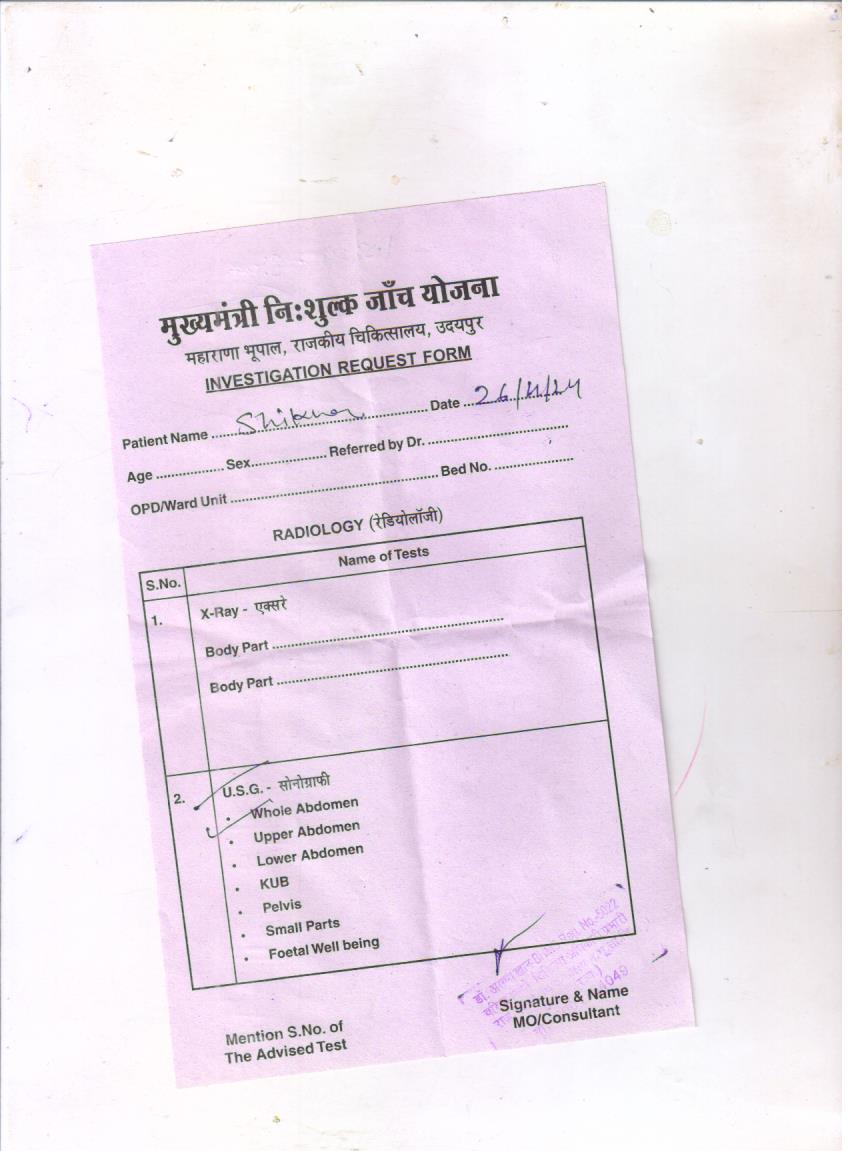 मुख्यमंत्री नि:शुल्क जाँच योजना
महाराणा भूपाल, राजकीय चिकित्सालय, उदयपुर
INVESTIGATION REQUEST FORM
Patient Name ........................ Date ........................
Age .................. Sex.................... Referred by Dr. ....................................
OPD/Ward Unit ...................................................... Bed No. ....................
RADIOLOGY (रेडियोलॉजी)
S.No. Name of Tests
1. X-Ray - एक्सरे
Body Part ............................................................
Body Part ............................................................
2. U.S.G. - सोनोग्राफी
• Whole Abdomen
• Upper Abdomen
• Lower Abdomen
• KUB
• Pelvis
• Small Parts
• Foetal Well being
Signature & Name
MO/Consultant
Mention S.No. of
The Advised Test